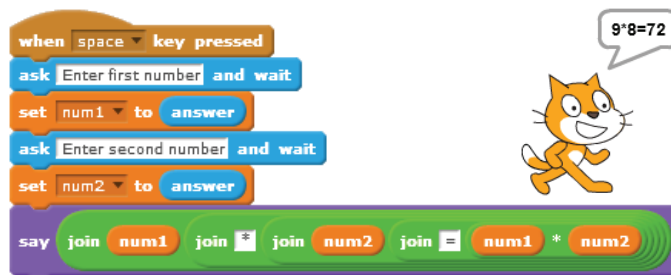 9*8=72
when space key pressed
ask Enter first number and wait
set num1 to answer
ask Enter second number and wait
set num2 to answer
say join num1 join * join num2 join = num1 * num2